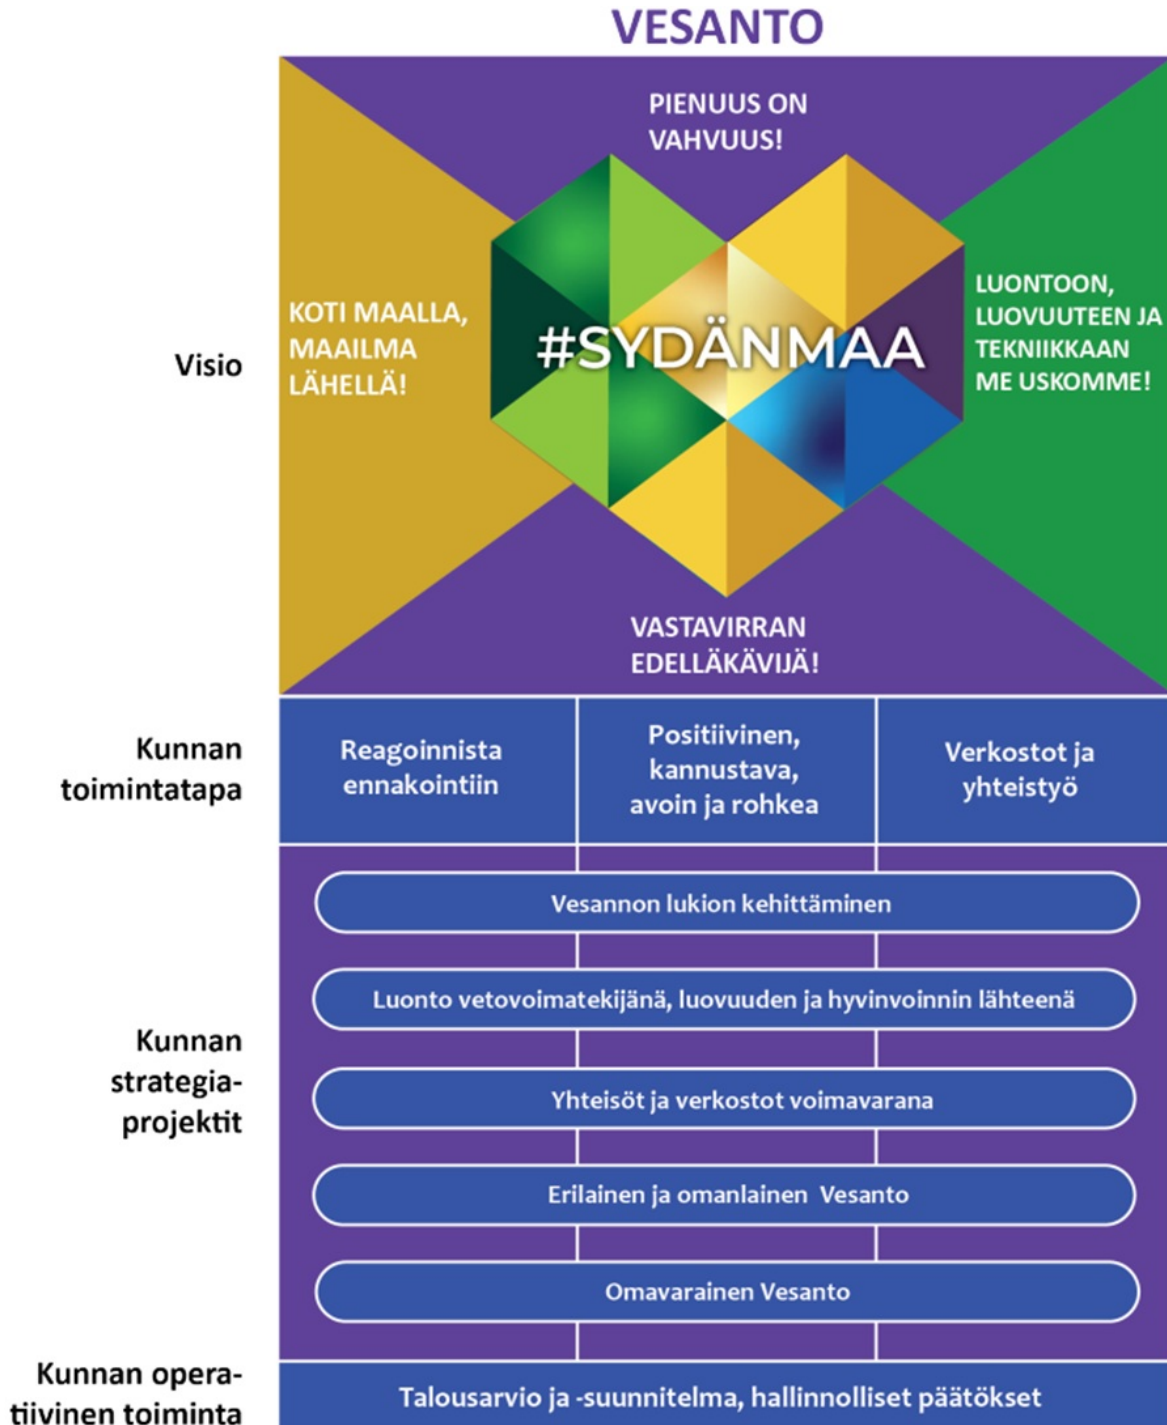 VESANTO
PIENUUS ON
VAHVUUS!
Visio
KOTI MAALLA,
MAAILMA
LÄHELLÄ!
#SYDÄNMAA
LUONTOON,
LUOVUUTEEN JA
TEKNIIKKAAN
ME USKOMME!
VASTAVIRRAN
EDELLÄKÄVIJÄ!
Kunnan
toimintatapa
Reagoinnista
ennakointiin
Positiivinen,
kannustava,
avoin ja rohkea
Verkostot ja
yhteistyö
Kunnan
strategia-
projektit
Vesannon lukion kehittäminen
Luonto vetovoimatekijänä, luovuuden ja hyvinvoinnin lähteenä
Yhteisöt ja verkostot voimavarana
Erilainen ja omanlainen Vesanto
Omavarainen Vesanto
Kunnan opera-
tiivinen toiminta
Talousarvio ja -suunnitelma, hallinnolliset päätökset